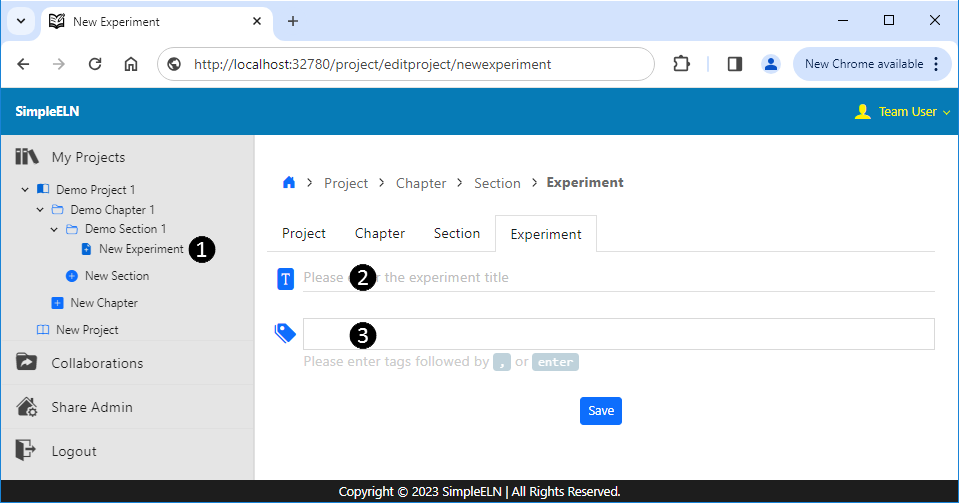 New Experiment
http://localhost:32780/project/editproject/newexperiment
New Chrome available
SimpleELN
Team User
My Projects
Demo Project 1
Demo Chapter 1
Demo Section 1
New Experiment 1
New Section
New Chapter
New Project
Collaborations
Share Admin
Logout
Project > Chapter > Section > Experiment
Project Chapter Section Experiment
T Please 2 the experiment title
3
Please enter tags followed by , or enter
Save
Copyright © 2023 SimpleELN | All Rights Reserved.